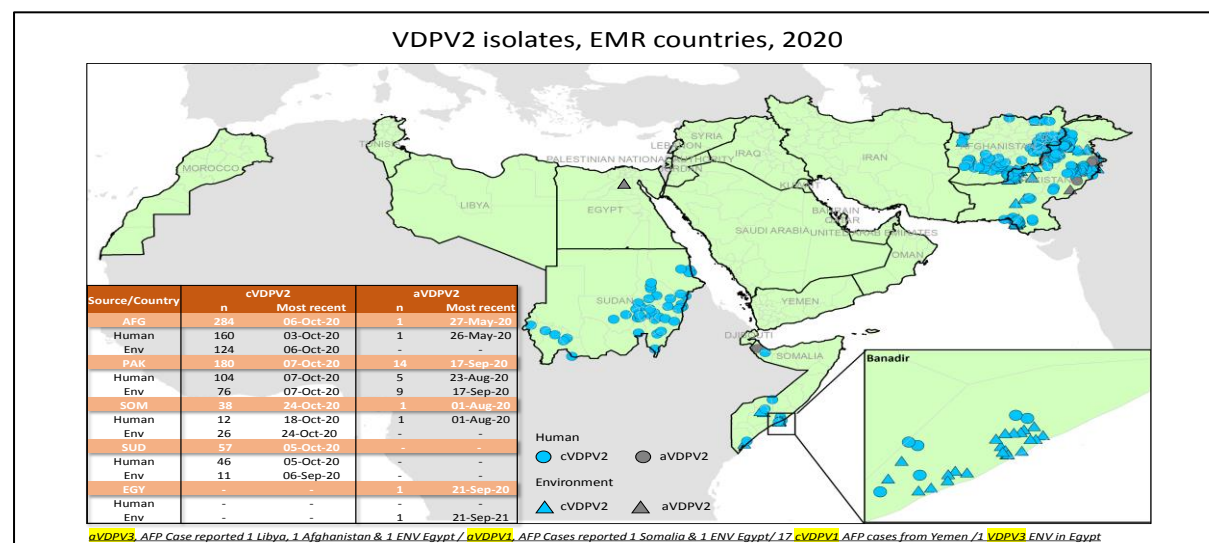 VDPV2 isolates, EMR countries, 2020
MOROCCO
TUNIS
LIBYA
EGYPT
SUDAN
SYRIA
LEBANON
PALESTINIAN NATIONAL AUTHORITY
JORDAN
IRAQ
IRAN
KUWAIT
BAHRAIN
QATAR
SAUDI ARABIA
UNITED ARAB EMIRATES
OMAN
YEMEN
DJIBOUTI
SOMALIA
AFGHANISTAN
PAKISTAN
Source/Country cVDPV2 aVDPV2
n Most recent n Most recent
AFG 284 06-Oct-20 1 27-May-20
Human 160 03-Oct-20 1 26-May-20
Env 124 06-Oct-20 - -
PAK 180 07-Oct-20 14 17-Sep-20
Human 104 07-Oct-20 5 23-Aug-20
Env 76 07-Oct-20 9 17-Sep-20
SOM 38 24-Oct-20 1 01-Aug-20
Human 12 18-Oct-20 1 01-Aug-20
Env 26 24-Oct-20 - -
SUD 57 05-Oct-20 - -
Human 46 05-Oct-20 - -
Env 11 06-Sep-20 - -
EGY - - 1 21-Sep-20
Human - - - -
Env - - 1 21-Sep-21
Human
cVDPV2 aVDPV2
Environment
cVDPV2 aVDPV2
Banadir
aVDPV3, AFP Case reported 1 Libya, 1 Afghanistan & 1 ENV Egypt / aVDPV1, AFP Cases reported 1 Somalia & 1 ENV Egypt/ 17 cVDPV1 AFP cases from Yemen /1 VDPV3 ENV in Egypt